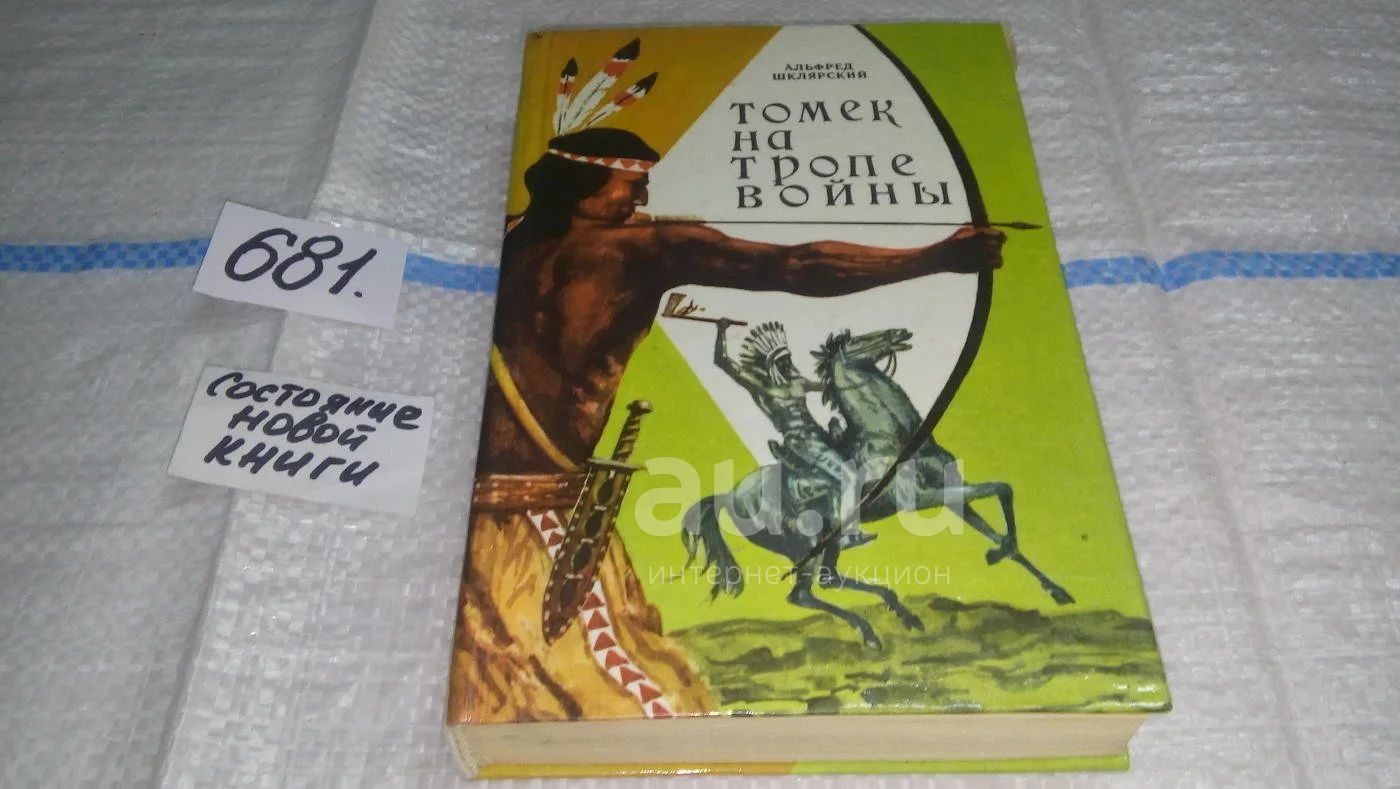 АЛЬФРЕД
ШКЛЯРСКИЙ
ТОМЕК
НА
ТРОПЕ
ВОЙНЫ
681.
СОСТОЯНИЕ
НОВОЙ
КНИГИ
au.ru
интернет-аукцион